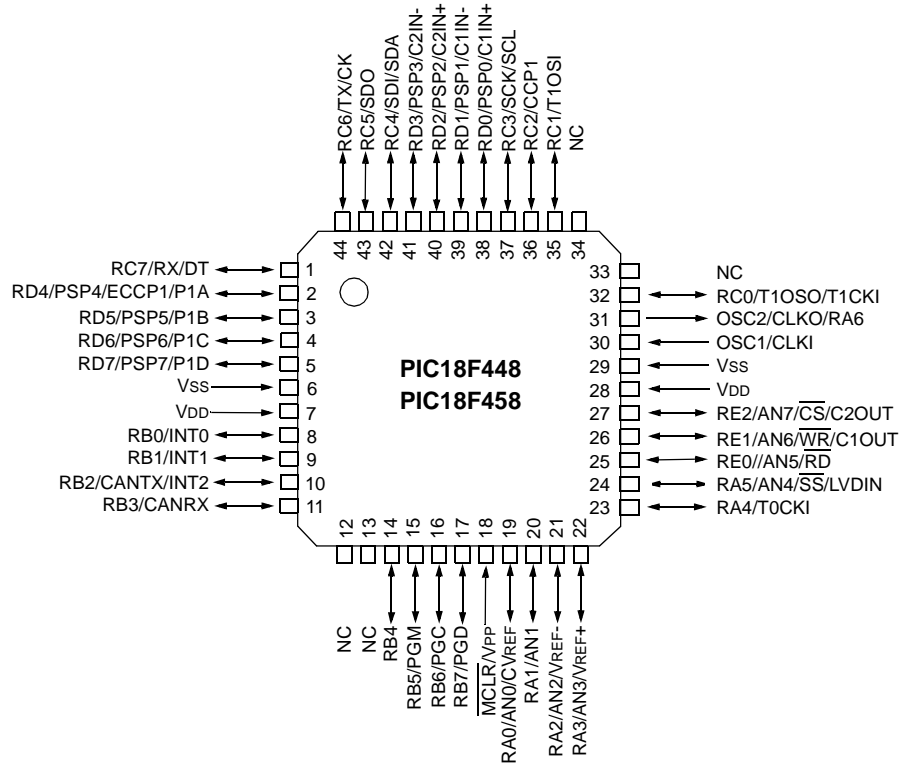 RC6/TX/CK
RC5/SDO
RC4/SDI/SDA
RD3/PSP3/C2IN-
RD2/PSP2/C2IN+
RD1/PSP1/C1IN-
RD0/PSP0/C1IN+
RC3/SCK/SCL
RC2/CCP1
RC1/T1OSI
NC
44
43
42
41
40
39
38
37
36
35
34
RC7/RX/DT 1
RD4/PSP4/ECCP1/P1A 2
RD5/PSP5/P1B 3
RD6/PSP6/P1C 4
RD7/PSP7/P1D 5
VSS 6
VDD 7
RB0/INT0 8
RB1/INT1 9
RB2/CANTX/INT2 10
RB3/CANRX 11
PIC18F448
PIC18F458
33 NC
32 RC0/T1OSO/T1CKI
31 OSC2/CLKO/RA6
30 OSC1/CLKI
29 VSS
28 VDD
27 RE2/AN7/CS/C2OUT
26 RE1/AN6/WR/C1OUT
25 RE0//AN5/RD
24 RA5/AN4/SS/LVDIN
23 RA4/T0CKI
12
13
14
15
16
17
18
19
20
21
22
NC
NC
RB4
RB5/PGM
RB6/PGC
RB7/PGD
MCLR/VPP
RA0/AN0/CVREF
RA1/AN1
RA2/AN2/VREF-
RA3/AN3/VREF+